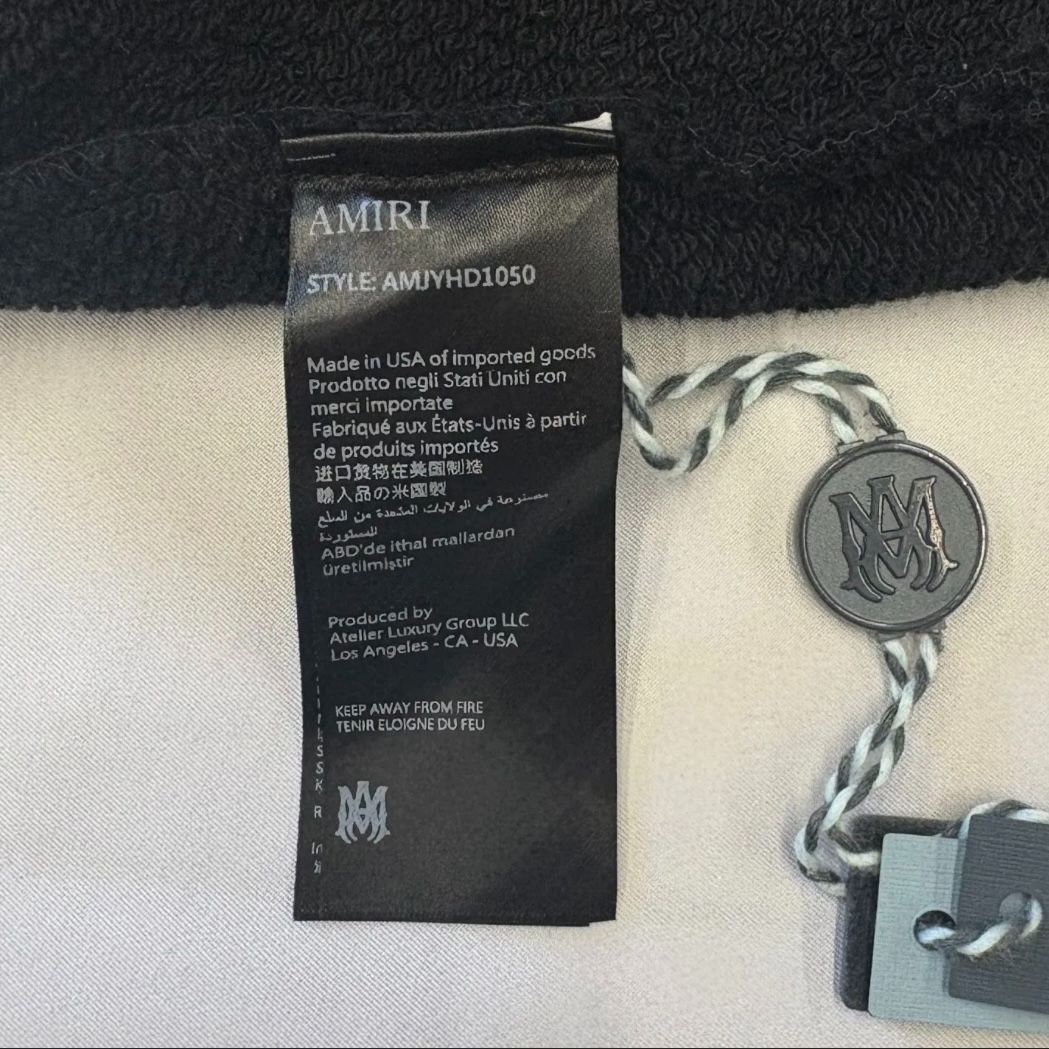 AMIRI
STYLE: AMJYHD1050
Made in USA of imported goods
Prodotto negli Stati Uniti con
merci importate
Fabriqué aux États-Unis à partir
de produits importés
进口货物在美国制造
輸入品の米國製
مصنوعة في الولايات المتحدة من السلع
المستوردة
ABD'de ithal mallardan
üretilmiştir
Produced by
Atelier Luxury Group LLC
Los Angeles - CA - USA
KEEP AWAY FROM FIRE
TENIR ELOIGNE DU FEU